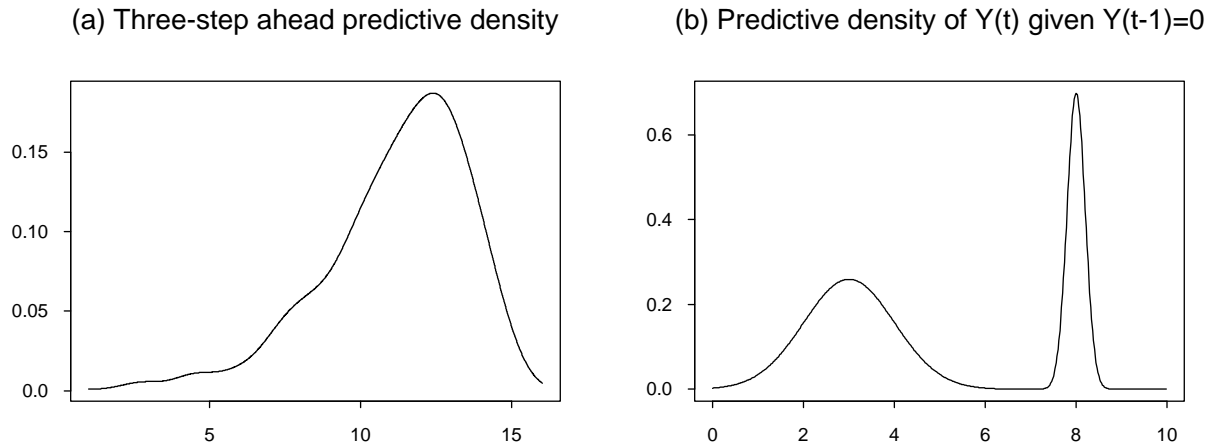 (a) Three-step ahead predictive density
0.15
0.10
0.05
0.0
5 10 15
(b) Predictive density of Y(t) given Y(t-1)=0
0.6
0.4
0.2
0.0
0 2 4 6 8 10